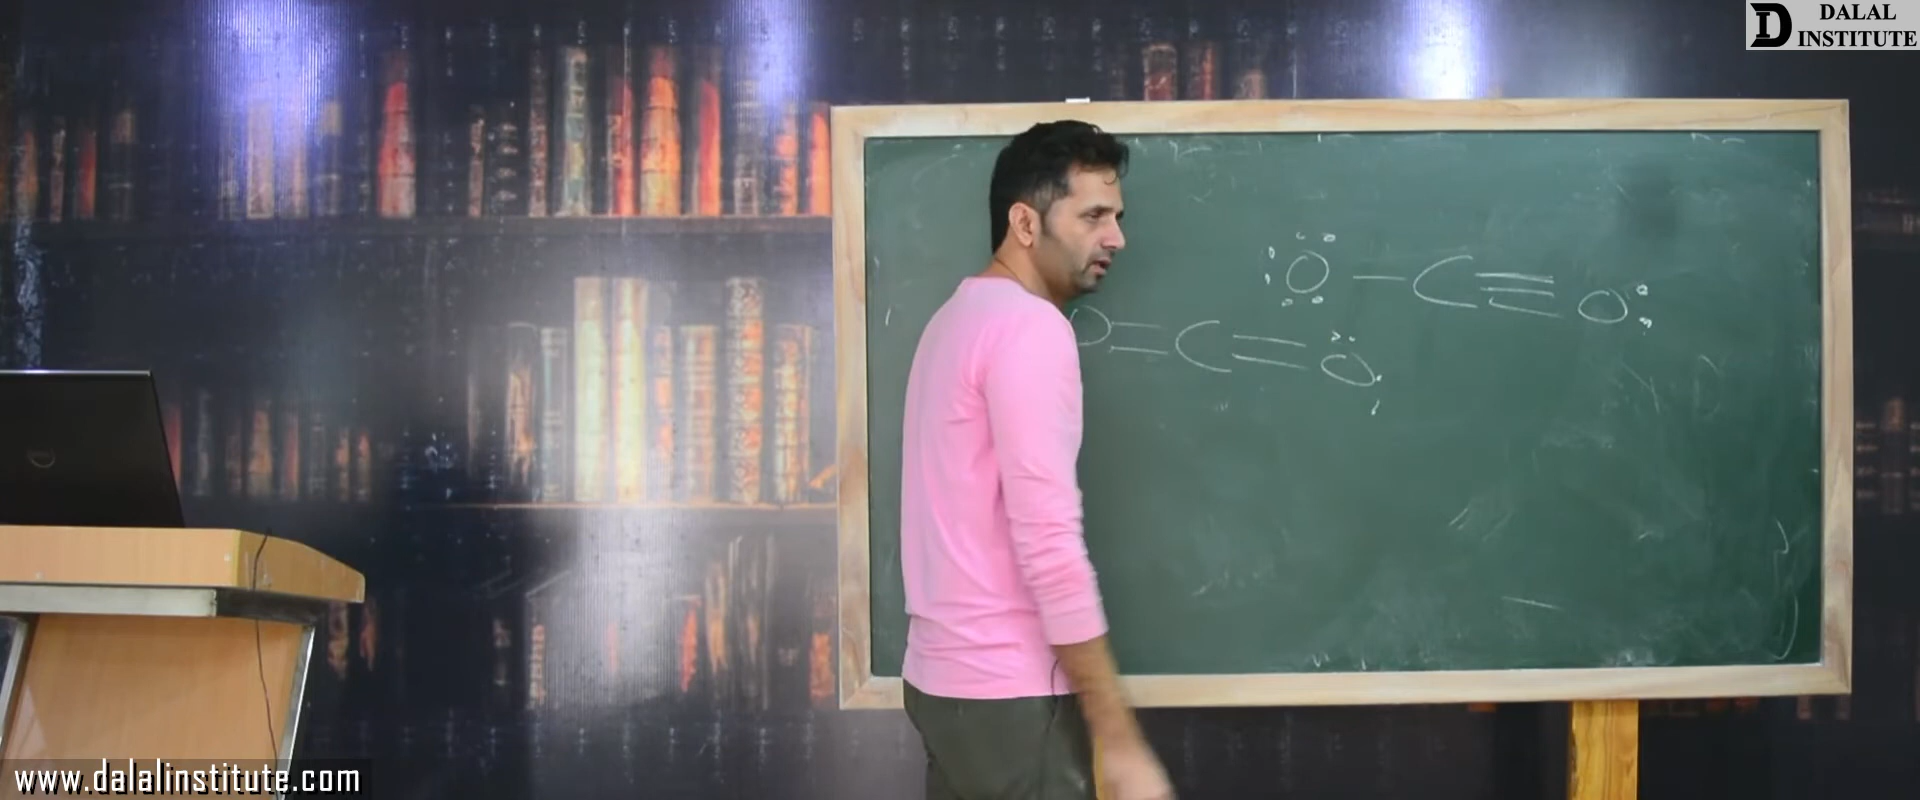 DALAL
INSTITUTE
O — C ≡ O
O = C = O
www.dalalinstitute.com